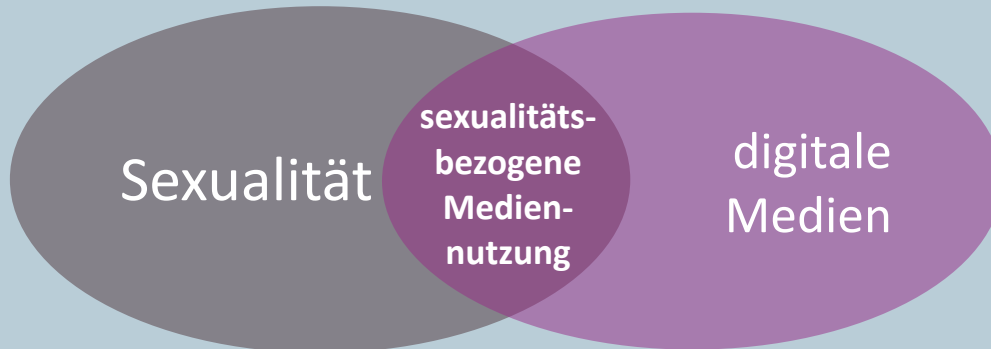 Sexualität
sexualitäts-
bezogene
Medien-
nutzung
digitale
Medien